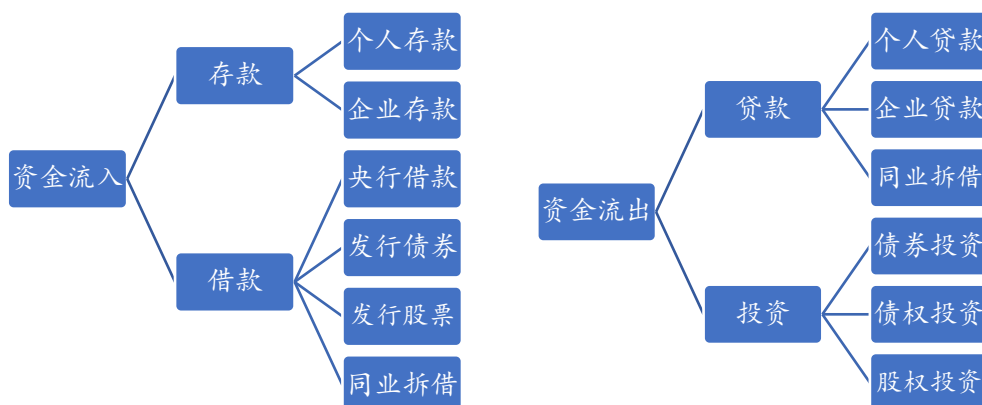 资金流入
存款
个人存款
企业存款
借款
央行借款
发行债券
发行股票
同业拆借
资金流出
贷款
个人贷款
企业贷款
同业拆借
投资
债券投资
债权投资
股权投资